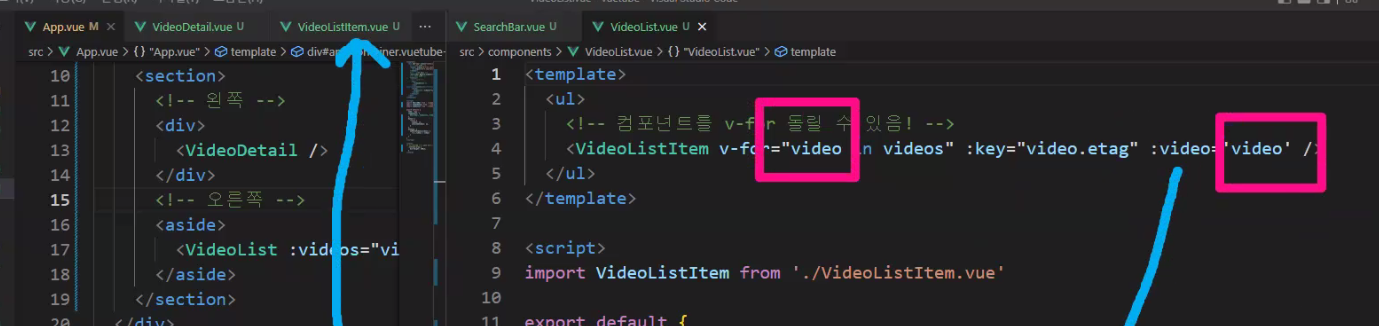 App.vue M
VideoDetail.vue U
VideoListItem.vue U
...
src > App.vue > {} "App.vue" > template >
10 <section>
11 <!-- 왼쪽 -->
12 <div>
13 <VideoDetail />
14 </div>
15 <!-- 오른쪽 -->
16 <aside>
17 <VideoList :videos="vi
18 </aside>
19 </section>
20 </div>
SearchBar.vue U
VideoList.vue U
src > components > VideoList.vue > {} "VideoList.vue" > template
1 <template>
2 <ul>
3 <!-- 컴포넌트를 v-for 돌릴 수 있음! -->
4 <VideoListItem v-for="video in videos" :key="video.etag" :video='video' />
5 </ul>
6 </template>
7
8 <script>
9 import VideoListItem from './VideoListItem.vue'
10
11 export default {